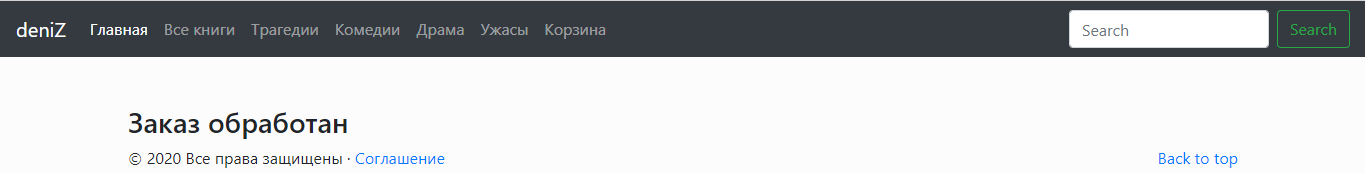 deniZ Главная Все книги Трагедии Комедии Драма Ужасы Корзина Search Search
Заказ обработан
© 2020 Все права защищены · Соглашение Back to top